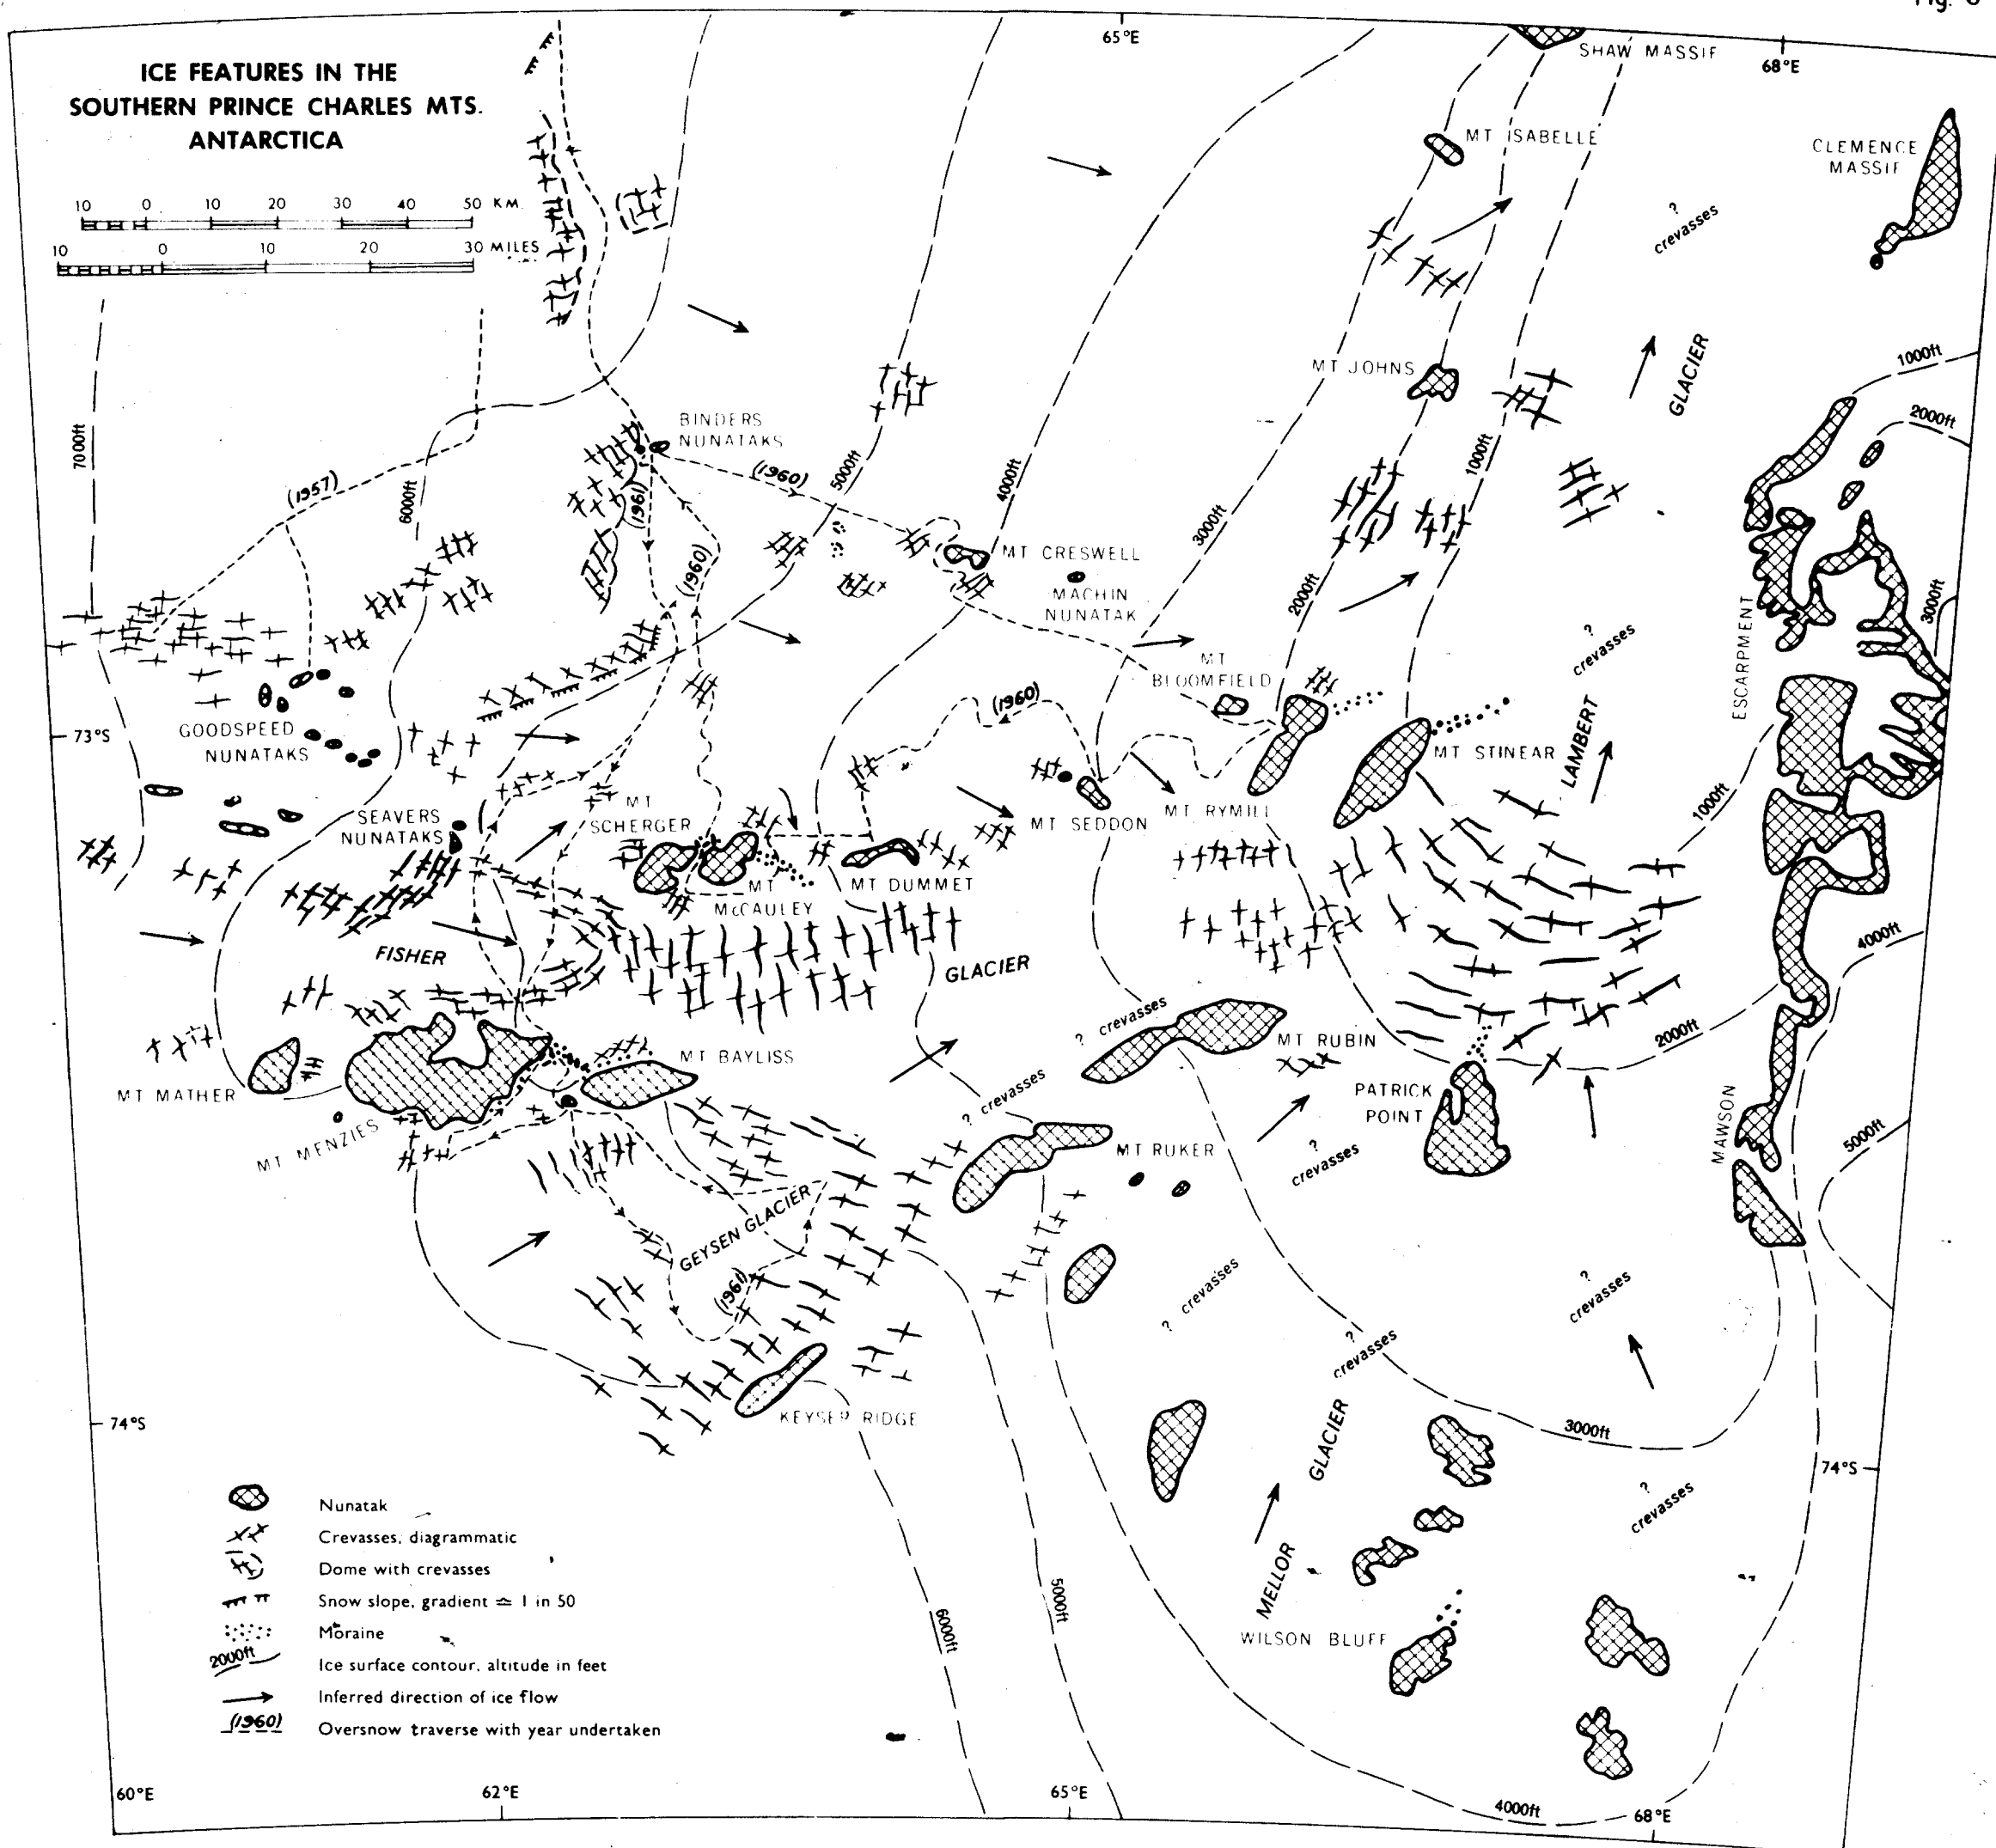 Fig.
ICE FEATURES IN THE
SOUTHERN PRINCE CHARLES MTS.
ANTARCTICA
10 0 10 20 30 40 50 KM.
10 0 10 20 30 MILES
65°E
68°E
SHAW MASSIF
MT ISABELLE
CLEMENCE
MASSIF
?
crevasses
MT JOHNS
GLACIER
1000ft
2000ft
3000ft
7000ft
(1957)
6000ft
BINDERS
NUNATAKS
(1960)
5000ft
4000ft
(1961)
(1960)
3000ft
1000ft
2000ft
MT CRESWELL
MACHIN
NUNATAK
?
crevasses
ESCARPMENT
MT
BLOOMFIELD
(1960)
73°S
GOODSPEED
NUNATAKS
LAMBERT
MT STINEAR
1000ft
SEAVERS
NUNATAKS
MT
SCHERGER
MT SEDDON
MT RYMILL
MT
McCAULEY
MT DUMMET
FISHER
GLACIER
4000ft
? crevasses
MT RUBIN
2000ft
MT BAYLISS
MT MATHER
MT MENZIES
? crevasses
PATRICK
POINT
MAWSON
5000ft
MT RUKER
?
crevasses
GEYSEN GLACIER
(1961)
? crevasses
?
crevasses
?
crevasses
KEYSER RIDGE
74°S
3000ft
74°S
GLACIER
MELLOR
?
crevasses
WILSON BLUFF
6000ft
5000ft
4000ft
Nunatak
Crevasses, diagrammatic
Dome with crevasses
Snow slope, gradient ≏ 1 in 50
Moraine
2000ft Ice surface contour, altitude in feet
Inferred direction of ice flow
(1960) Oversnow traverse with year undertaken
60°E
62°E
65°E
68°E